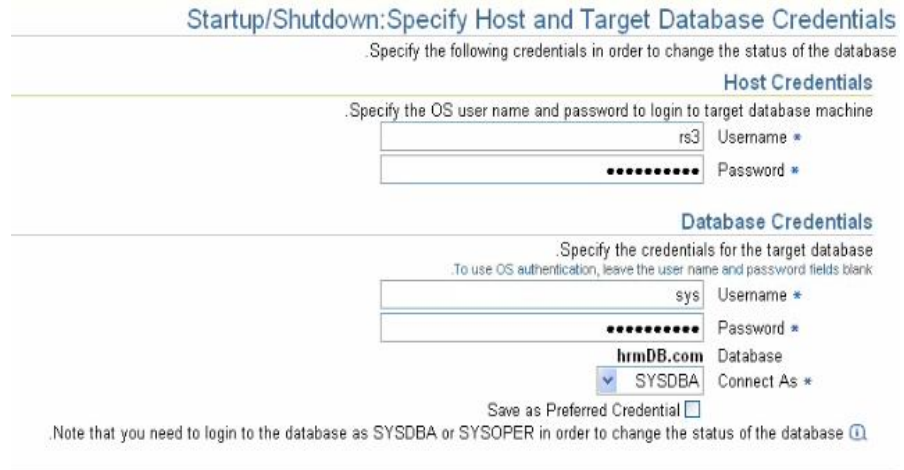 Startup/Shutdown:Specify Host and Target Database Credentials
.Specify the following credentials in order to change the status of the database
Host Credentials
.Specify the OS user name and password to login to target database machine
rs3 Username *
•••••••••• Password *
Database Credentials
.Specify the credentials for the target database
.To use OS authentication, leave the user name and password fields blank
sys Username *
•••••••••• Password *
hrmDB.com Database
SYSDBA Connect As *
Save as Preferred Credential
.Note that you need to login to the database as SYSDBA or SYSOPER in order to change the status of the database